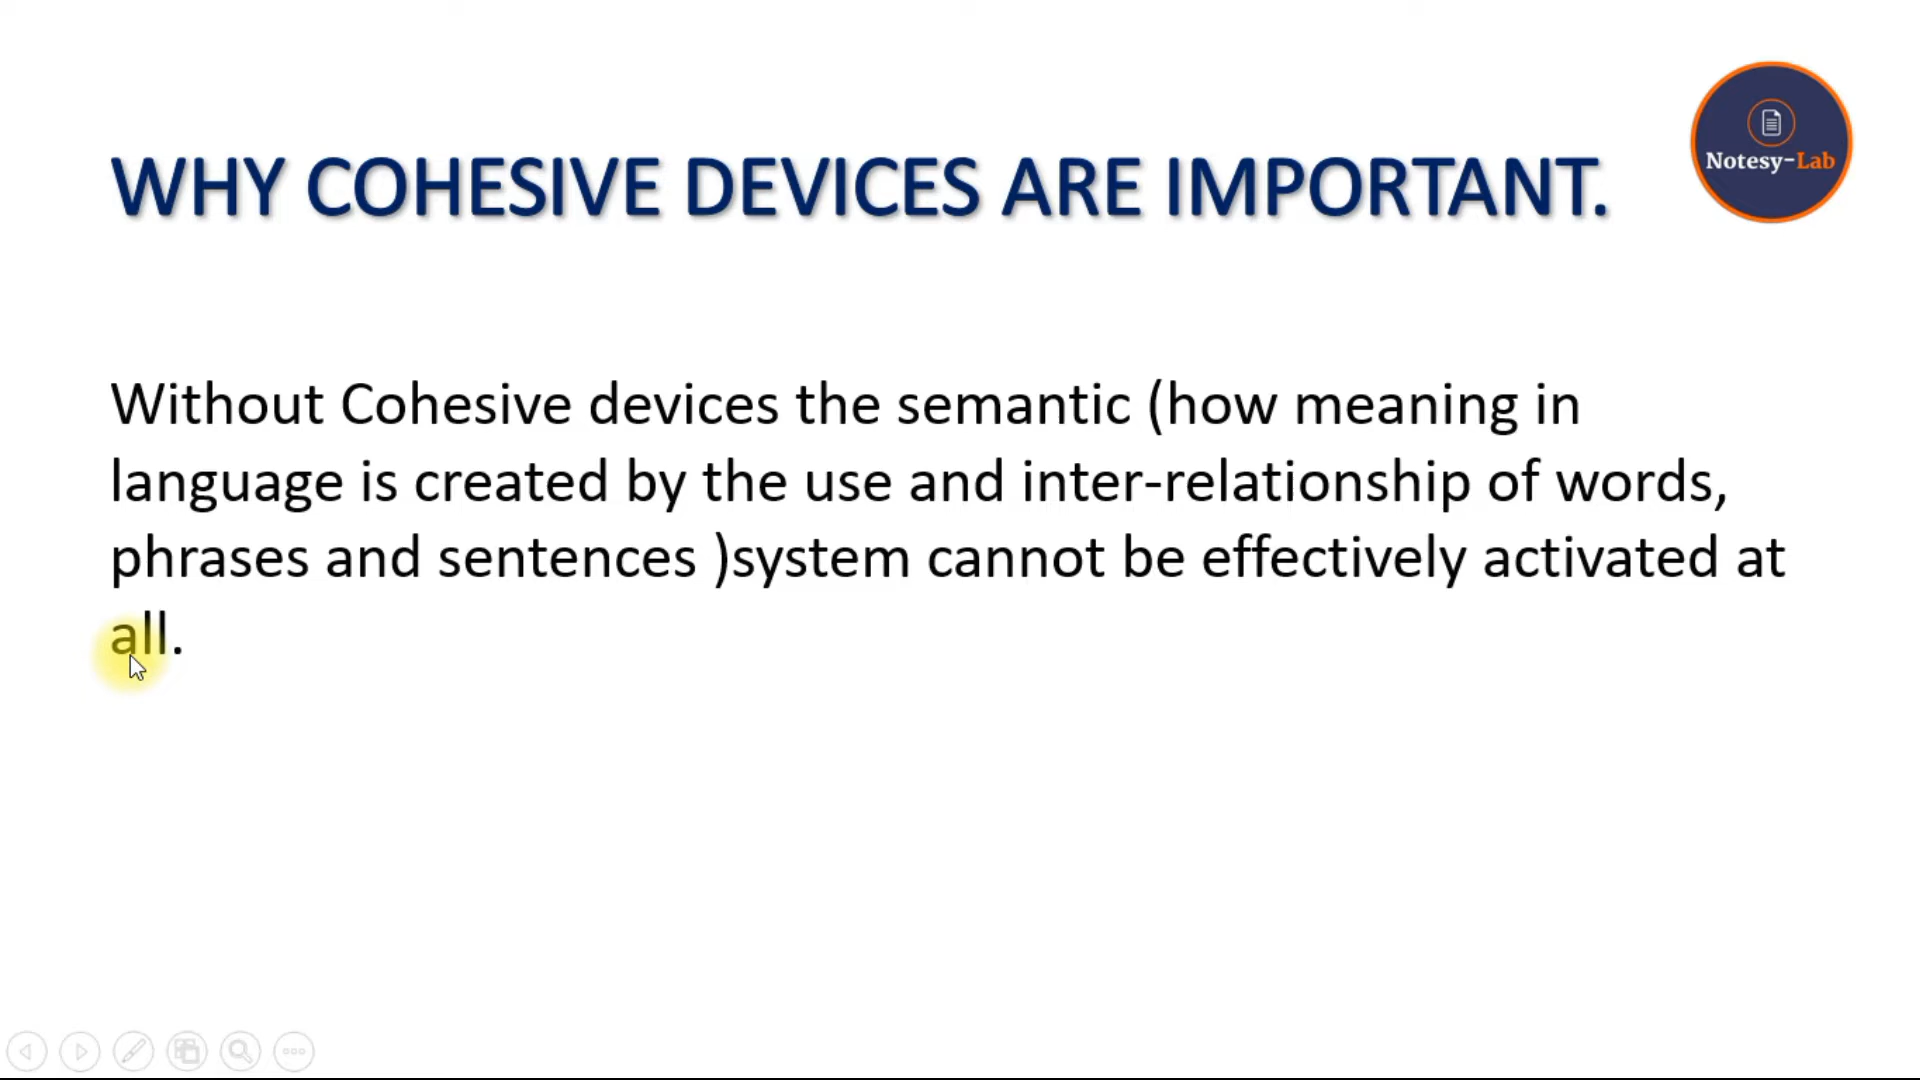 Notesy-Lab
WHY COHESIVE DEVICES ARE IMPORTANT.
Without Cohesive devices the semantic (how meaning in
language is created by the use and inter-relationship of words,
phrases and sentences )system cannot be effectively activated at
all.